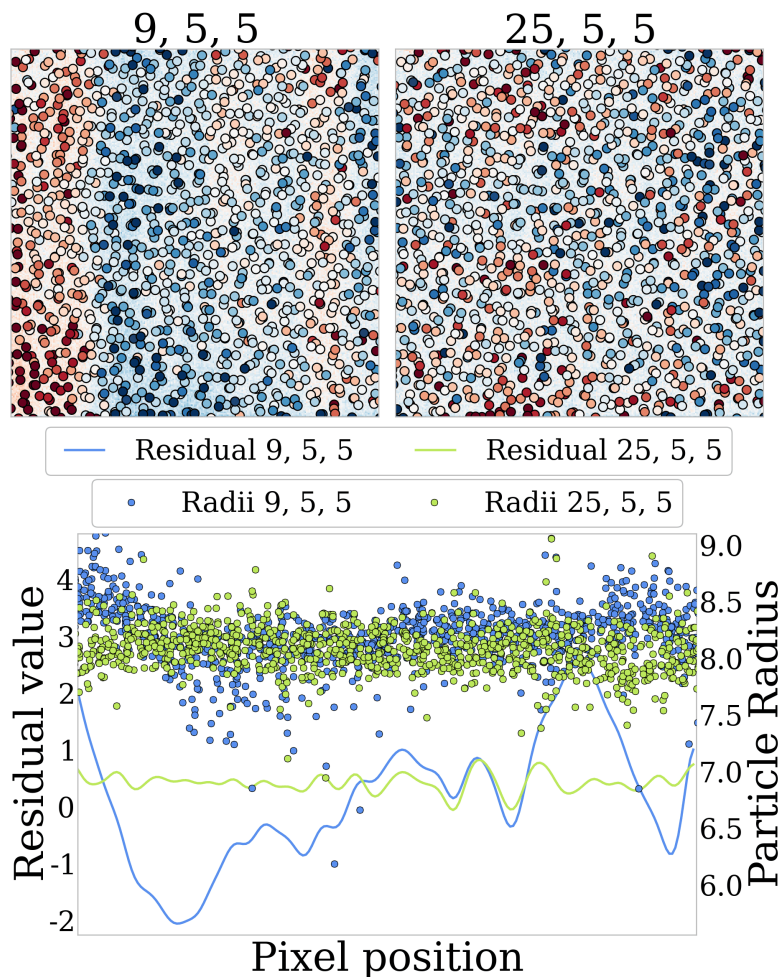 9, 5, 5
25, 5, 5
Residual 9, 5, 5
Residual 25, 5, 5
Radii 9, 5, 5
Radii 25, 5, 5
Residual value
4
3
2
1
0
-1
-2
9.0
8.5
8.0
7.5
7.0
6.5
6.0
Particle Radius
Pixel position